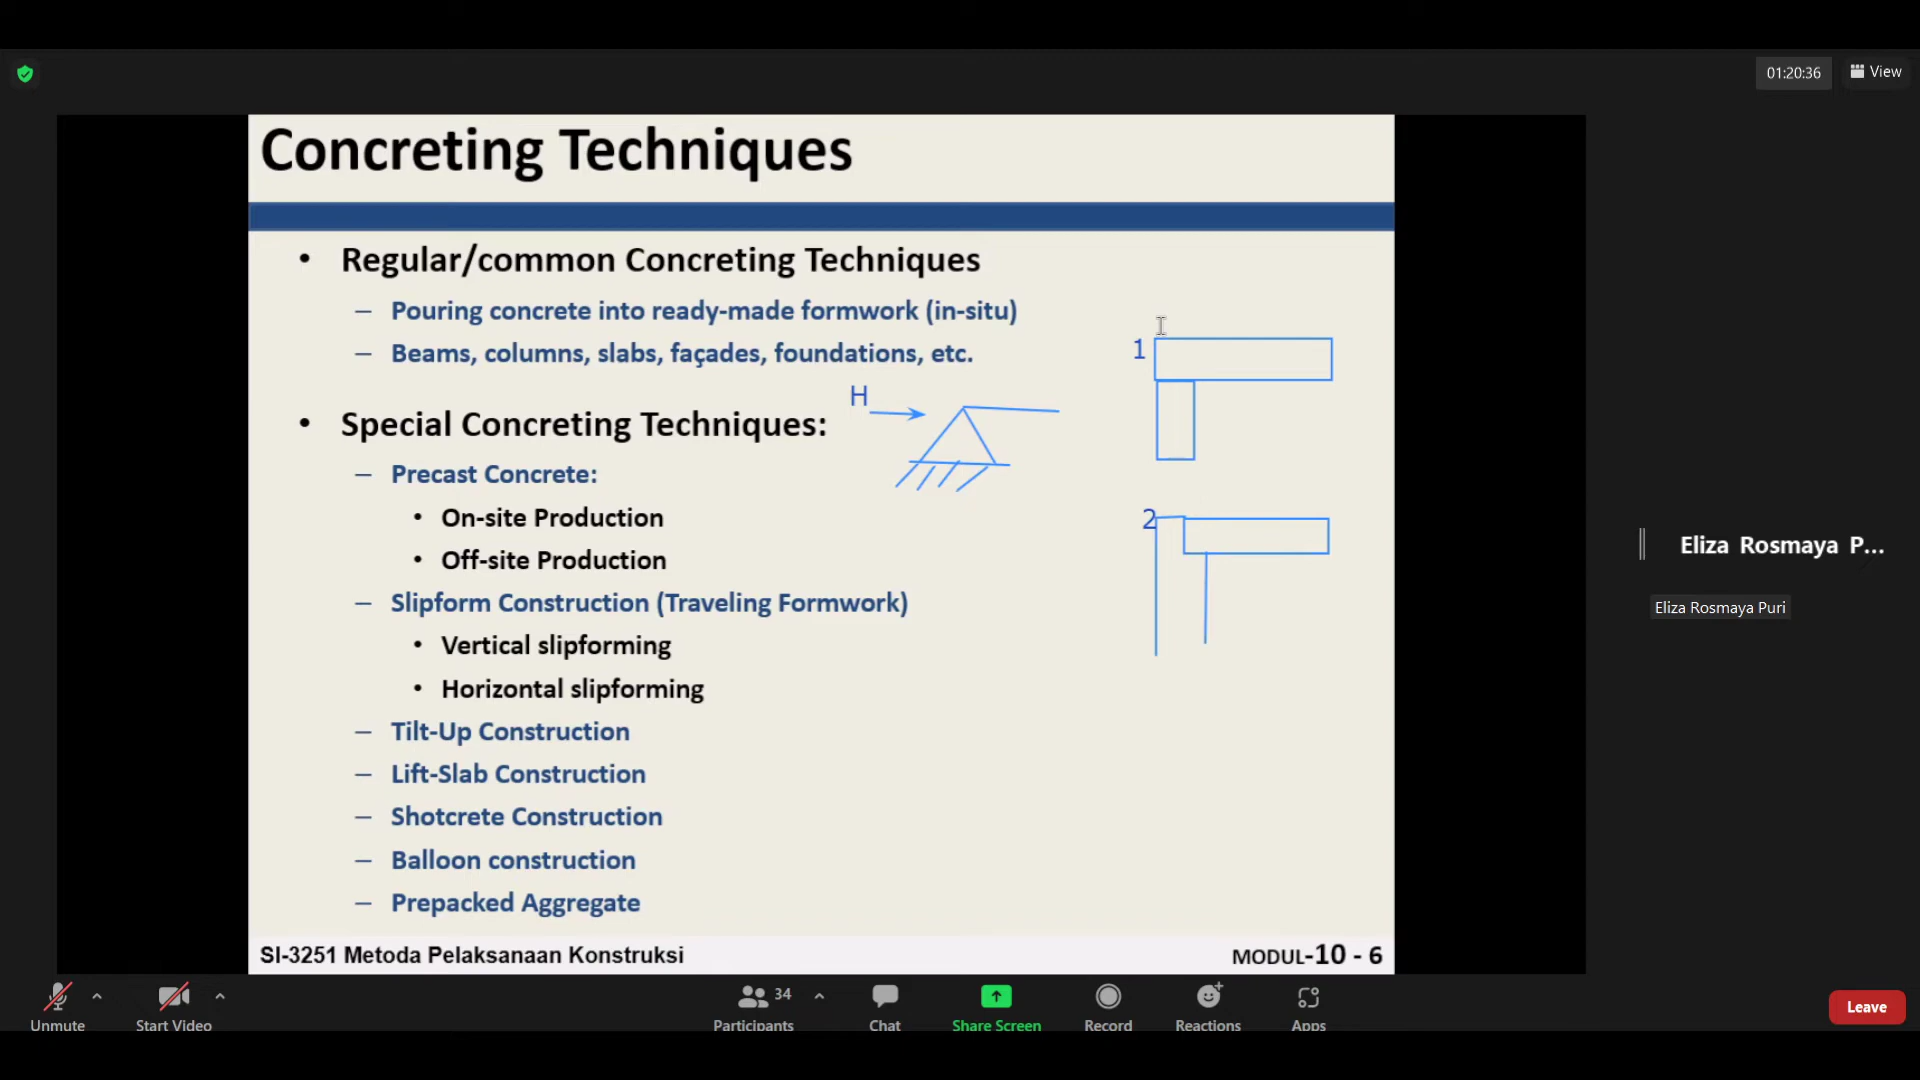 01:20:36
View
Concreting Techniques
• Regular/common Concreting Techniques
– Pouring concrete into ready-made formwork (in-situ)
– Beams, columns, slabs, façades, foundations, etc.
1
H
• Special Concreting Techniques:
– Precast Concrete:
• On-site Production
2
• Off-site Production
– Slipform Construction (Traveling Formwork)
• Vertical slipforming
• Horizontal slipforming
– Tilt-Up Construction
– Lift-Slab Construction
– Shotcrete Construction
– Balloon construction
– Prepacked Aggregate
SI-3251 Metoda Pelaksanaan Konstruksi
MODUL-10 - 6
Eliza Rosmaya P...
Eliza Rosmaya Puri
Unmute
Start Video
34
Participants
Chat
Share Screen
Record
Reactions
Apps
Leave